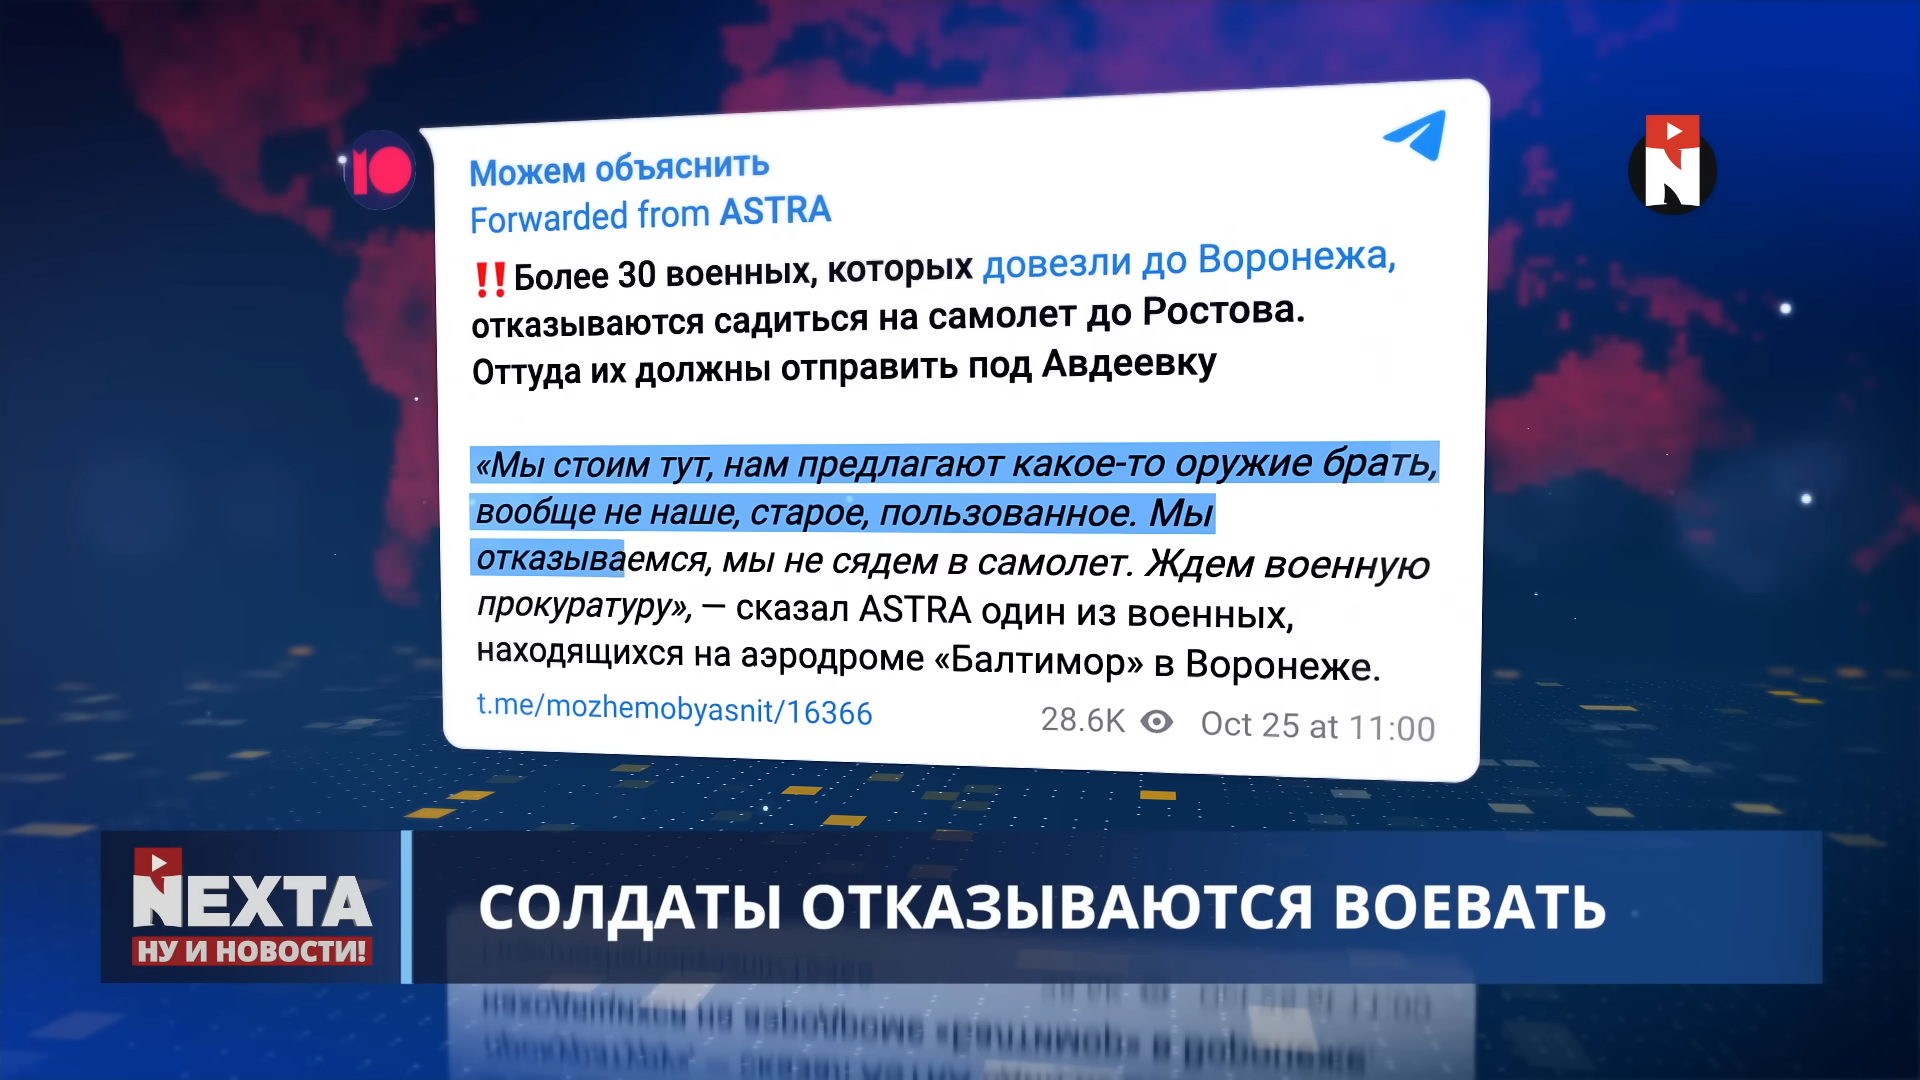 Можем объяснить
Forwarded from ASTRA
‼Более 30 военных, которых довезли до Воронежа,
отказываются садиться на самолет до Ростова.
Оттуда их должны отправить под Авдеевку
«Мы стоим тут, нам предлагают какое-то оружие брать,
вообще не наше, старое, пользованное. Мы
отказываемся, мы не сядем в самолет. Ждем военную
прокуратуру», — сказал ASTRA один из военных,
находящихся на аэродроме «Балтимор» в Воронеже.
t.me/mozhemobyasnit/16366
28.6K Oct 25 at 11:00
N
NEXTA
НУ И НОВОСТИ!
СОЛДАТЫ ОТКАЗЫВАЮТСЯ ВОЕВАТЬ